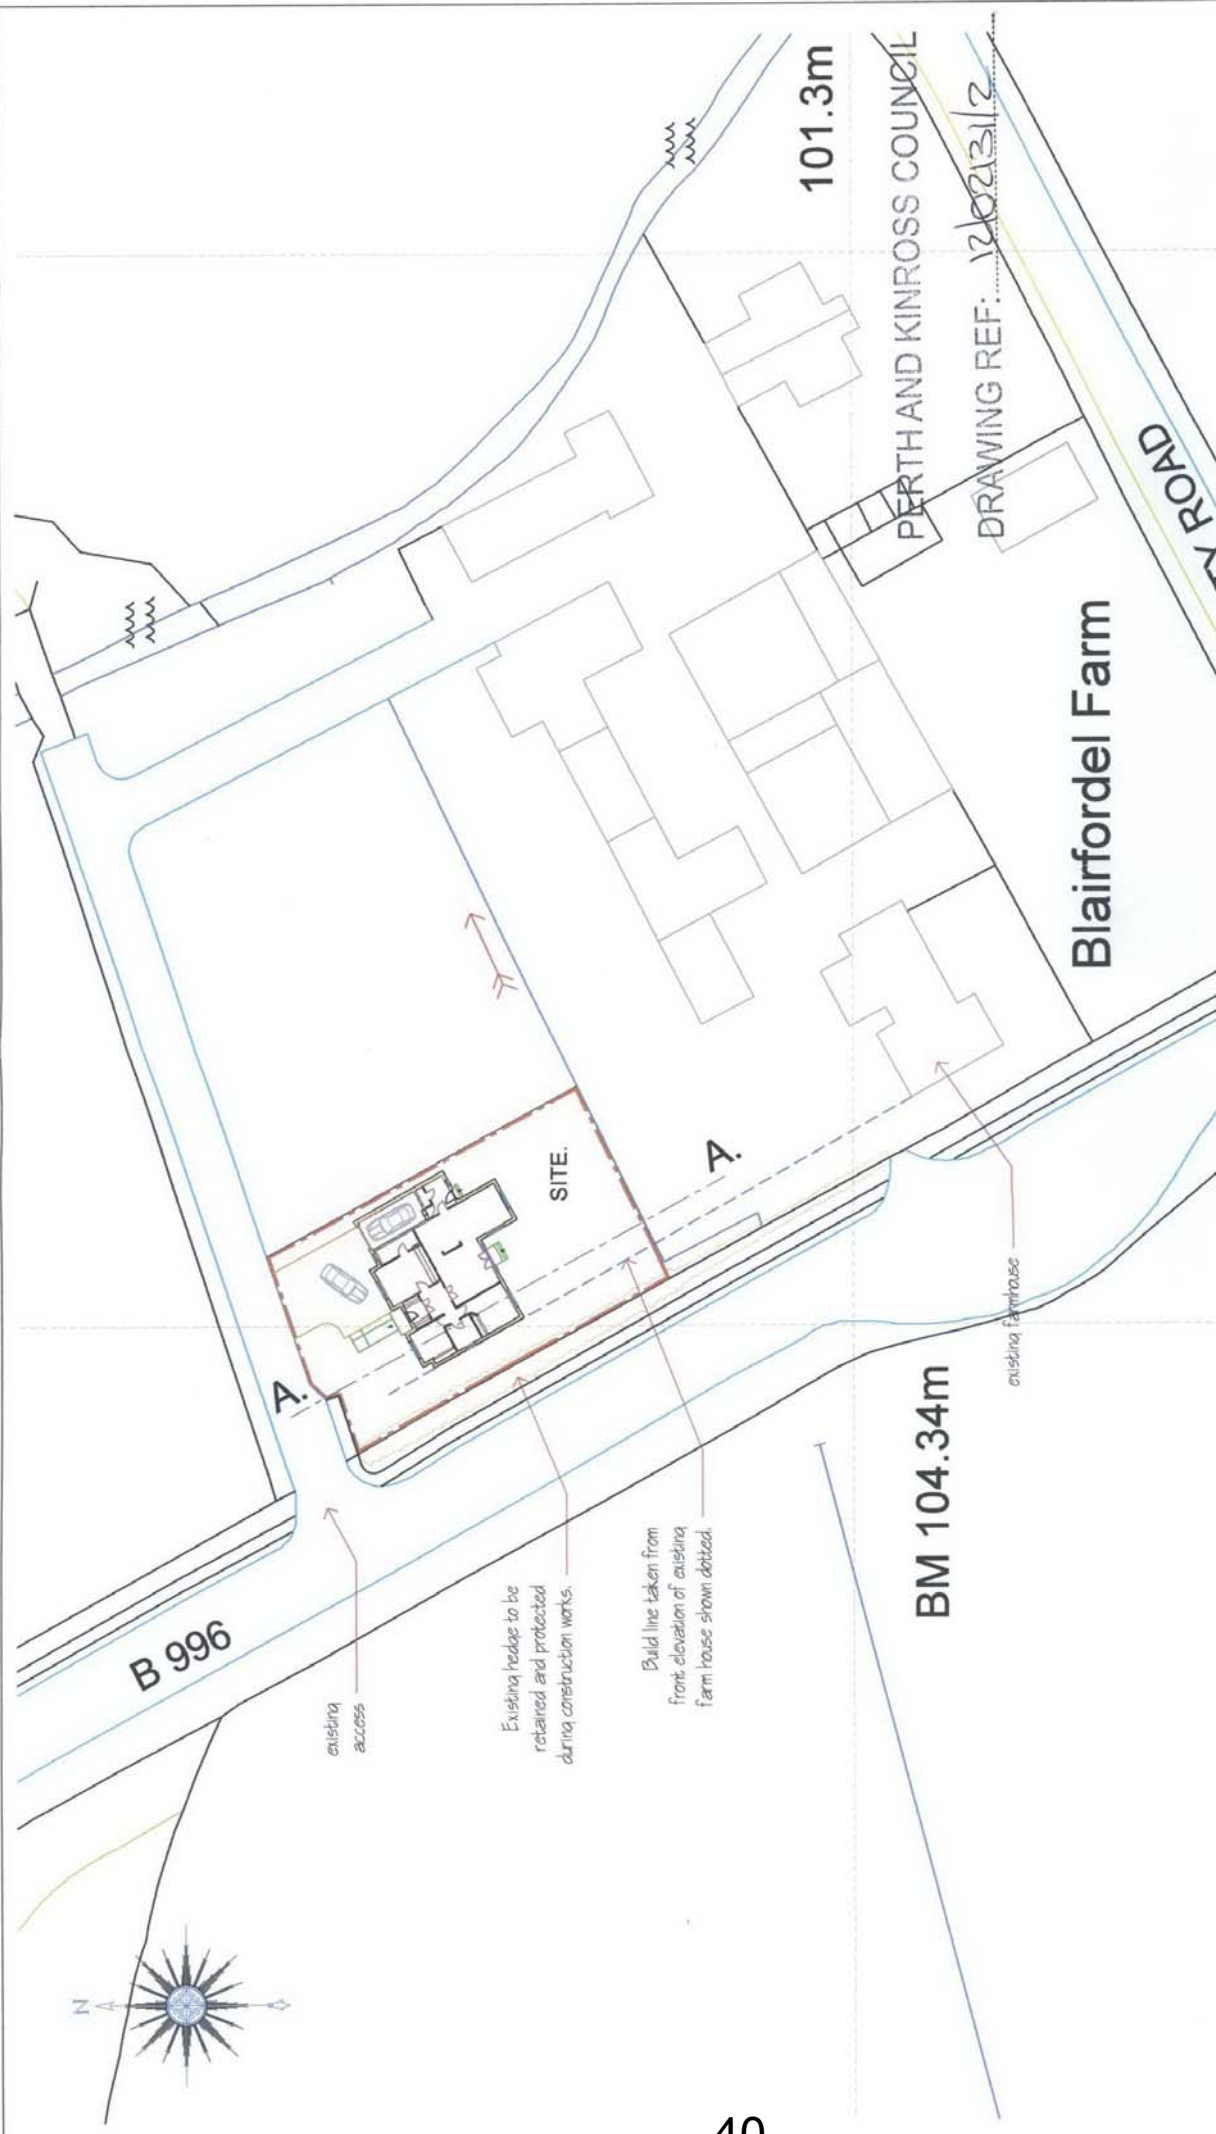 101.3m
PERTH AND KINROSS COUNCIL
DRAWING REF: 12/02131/2
TY ROAD
Blairfordel Farm
SITE.
A.
A.
B 996
existing
access
Existing hedge to be
retained and protected
during construction works.
Build line taken from
front elevation of existing
farm house shown dotted.
existing farmhouse
BM 104.34m
N
40